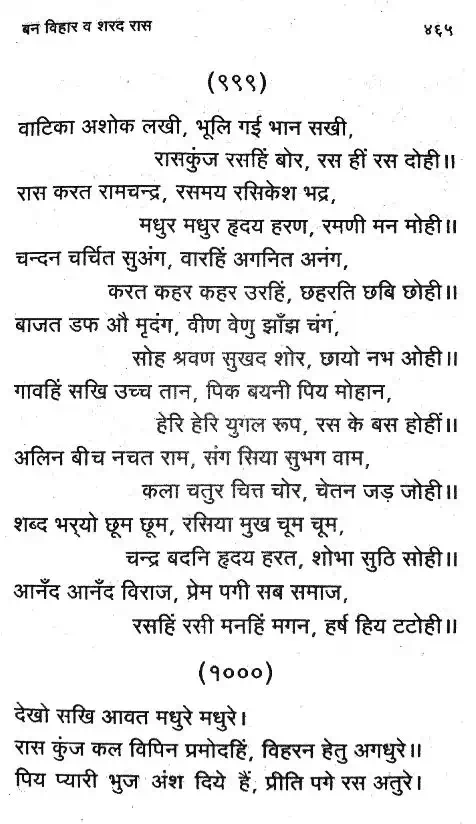 बन विहार व शरद रास ४६५
(९९९)
वाटिका अशोक लखी, भूलि गई भान सखी,
रासकुंज रसहिं बोर, रस हीं रस दोही॥
रास करत रामचन्द्र, रसमय रसिकेश भद्र,
मधुर मधुर हृदय हरण, रमणी मन मोही॥
चन्दन चर्चित सुअंग, वारहिं अगनित अनंग,
करत कहर कहर उरहिं, छहरति छबि छोही॥
बाजत डफ औ मृदंग, वीण वेणु झाँझ चंग,
सोह श्रवण सुखद शोर, छायो नभ ओही॥
गावहिं सखि उच्च तान, पिक बयनी पिय मोहान,
हेरि हेरि युगल रूप, रस के बस होहीं॥
अलिन बीच नचत राम, संग सिया सुभग वाम,
कला चतुर चित्त चोर, चेतन जड़ जोही॥
शब्द भर्‌यो छूम छूम, रसिया मुख चूम चूम,
चन्द्र बदनि हृदय हरत, शोभा सुठि सोही॥
आनँद आनँद विराज, प्रेम पगी सब समाज,
रसहिं रसी मनहिं मगन, हर्ष हिय टटोही॥
(१०००)
देखो सखि आवत मधुरे मधुरे।
रास कुंज कल विपिन प्रमोदहिं, विहरन हेतु अगधुरे॥
पिय प्यारी भुज अंश दिये हैं, प्रीति पगे रस अतुरे।